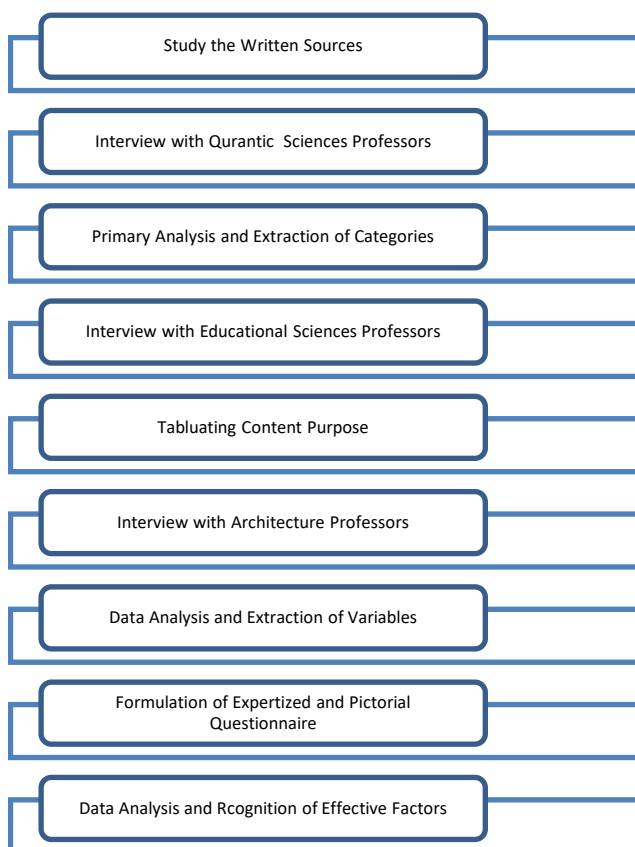 Study the Written Sources
Interview with Qurantic Sciences Professors
Primary Analysis and Extraction of Categories
Interview with Educational Sciences Professors
Tabluating Content Purpose
Interview with Architecture Professors
Data Analysis and Extraction of Variables
Formulation of Expertized and Pictorial
Questionnaire
Data Analysis and Rcognition of Effective Factors